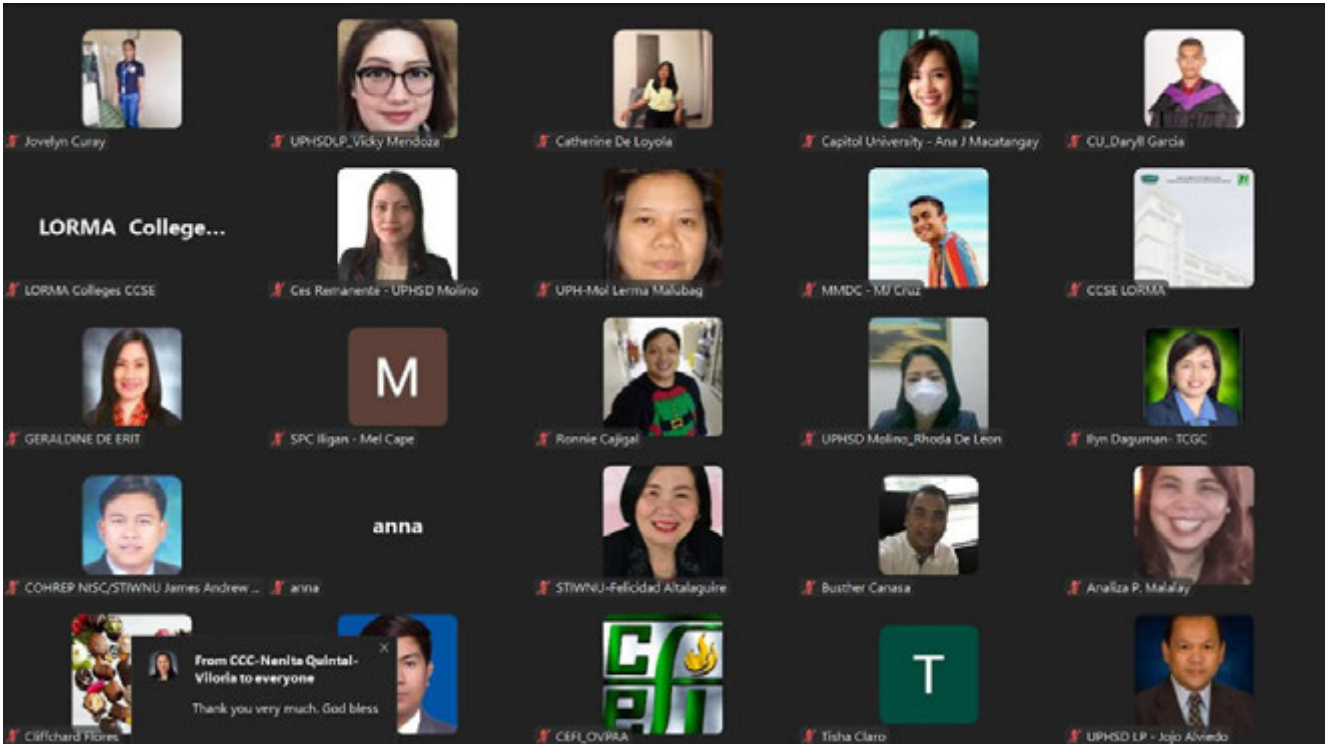 Jovelyn Curay
UPHSDLP_Vicky Mendoza
Catherine De Loyola
Capitol University - Ana J Macatangay
CU_Daryll Garcia
LORMA College...
LORMA Colleges CCSE
Ces Remanente - UPHSD Molino
UPH-Mol Lerma Malubag
MMDC - MJ Cruz
CCSE LORMA
GERALDINE DE ERIT
M
SPC Iligan - Mel Cape
Ronnie Cajigal
UPHSD Molino_Rhoda De Leon
Ilyn Daguman- TCGC
COHREP NISC/STIWNU James Andrew ...
anna
anna
STIWNU-Felicidad Altalaguire
Busther Canasa
Analiza P. Malalay
Cliffchard Flores
From CCC-Nenita Quintal-
Viloria to everyone
Thank you very much. God bless
cefi
CEFI_OVPAA
T
Tisha Claro
UPHSD LP - Jojo Alviedo